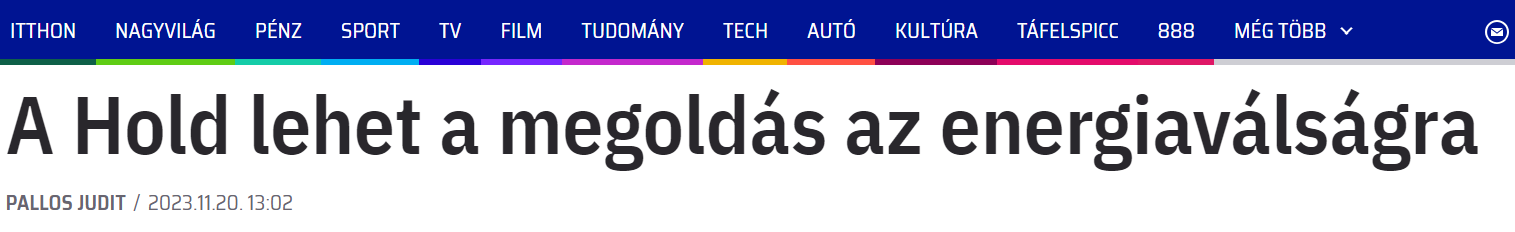 ITTHON NAGYVILÁG PÉNZ SPORT TV FILM TUDOMÁNY TECH AUTÓ KULTÚRA TÁFELSPICC 888 MÉG TÖBB
A Hold lehet a megoldás az energiaválságra
PALLOS JUDIT / 2023.11.20. 13:02